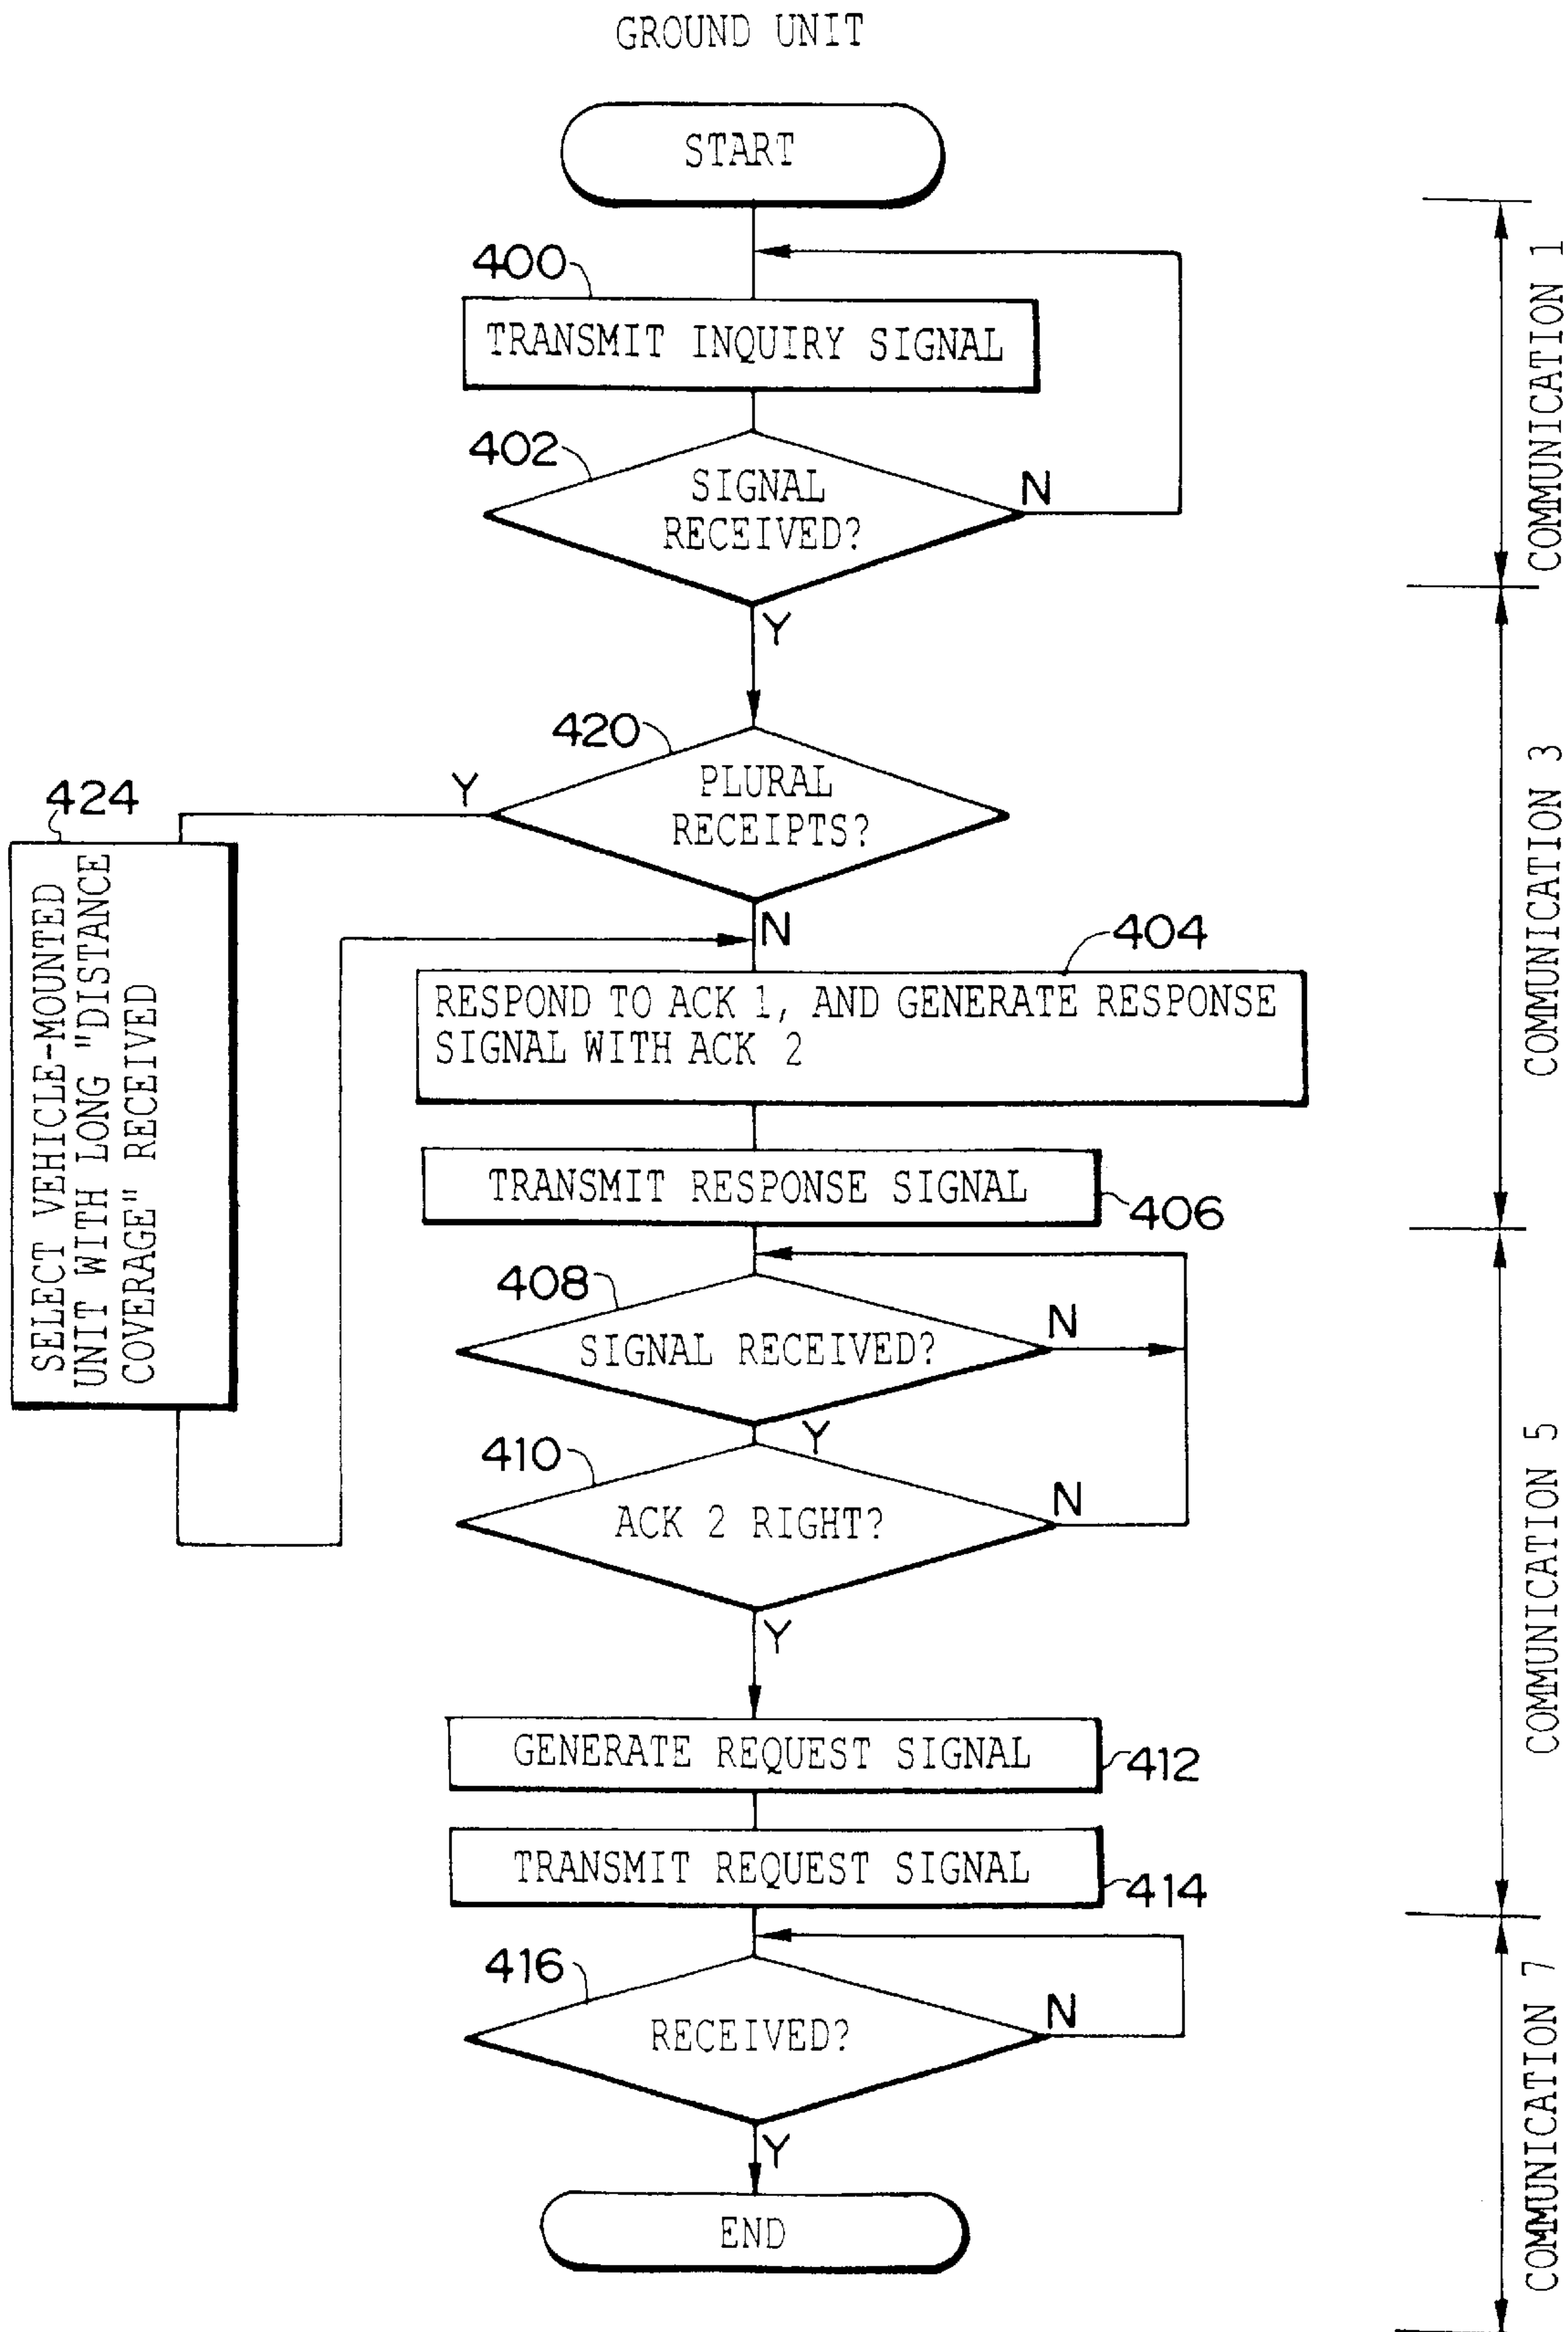 GROUND UNIT
START
400
TRANSMIT INQUIRY SIGNAL
402
SIGNAL
RECEIVED?
N
Y
COMMUNICATION 1
420
PLURAL
RECEIPTS?
Y
N
424
SELECT VEHICLE-MOUNTED
UNIT WITH LONG "DISTANCE
COVERAGE" RECEIVED
404
RESPOND TO ACK 1, AND GENERATE RESPONSE
SIGNAL WITH ACK 2
TRANSMIT RESPONSE SIGNAL
406
COMMUNICATION 3
408
SIGNAL RECEIVED?
N
Y
410
ACK 2 RIGHT?
N
Y
GENERATE REQUEST SIGNAL
412
TRANSMIT REQUEST SIGNAL
414
COMMUNICATION 5
416
RECEIVED?
N
Y
END
COMMUNICATION 7